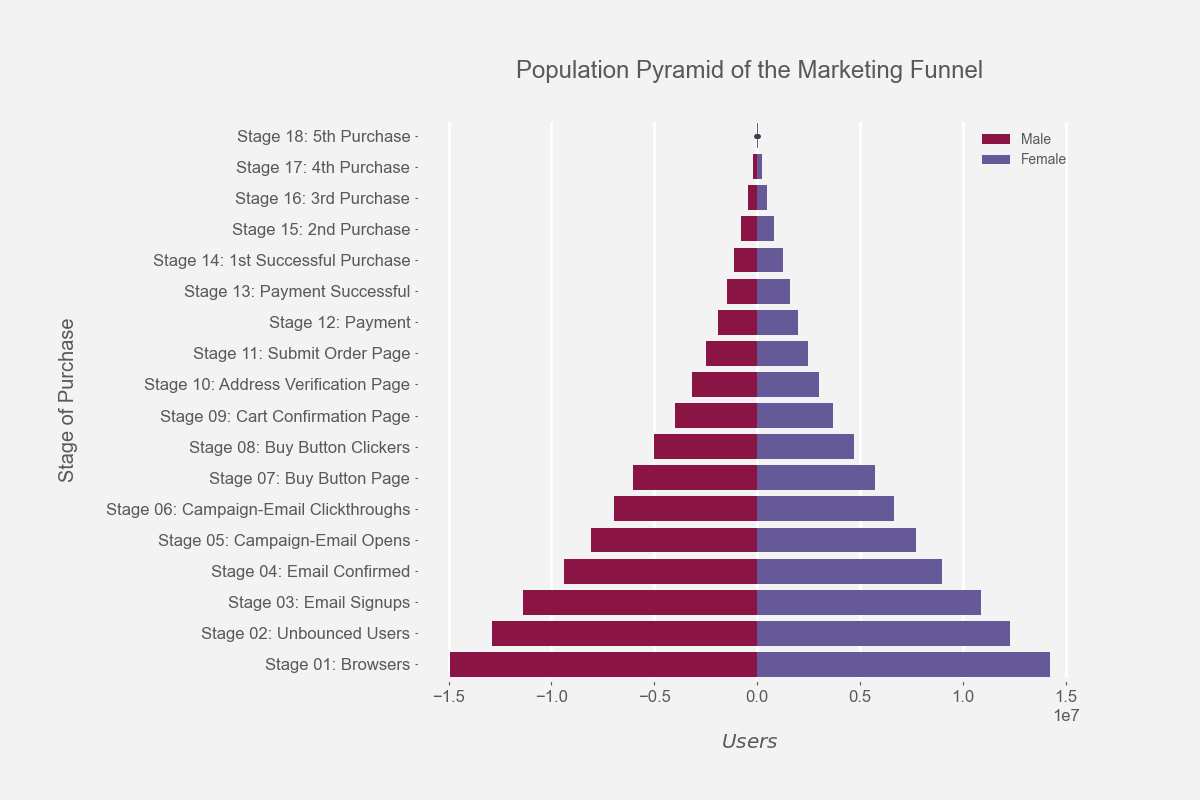 Population Pyramid of the Marketing Funnel
Male
Female
Stage of Purchase
Stage 18: 5th Purchase
Stage 17: 4th Purchase
Stage 16: 3rd Purchase
Stage 15: 2nd Purchase
Stage 14: 1st Successful Purchase
Stage 13: Payment Successful
Stage 12: Payment
Stage 11: Submit Order Page
Stage 10: Address Verification Page
Stage 09: Cart Confirmation Page
Stage 08: Buy Button Clickers
Stage 07: Buy Button Page
Stage 06: Campaign-Email Clickthroughs
Stage 05: Campaign-Email Opens
Stage 04: Email Confirmed
Stage 03: Email Signups
Stage 02: Unbounced Users
Stage 01: Browsers
−1.5 −1.0 −0.5 0.0 0.5 1.0 1.5
1e7
Users